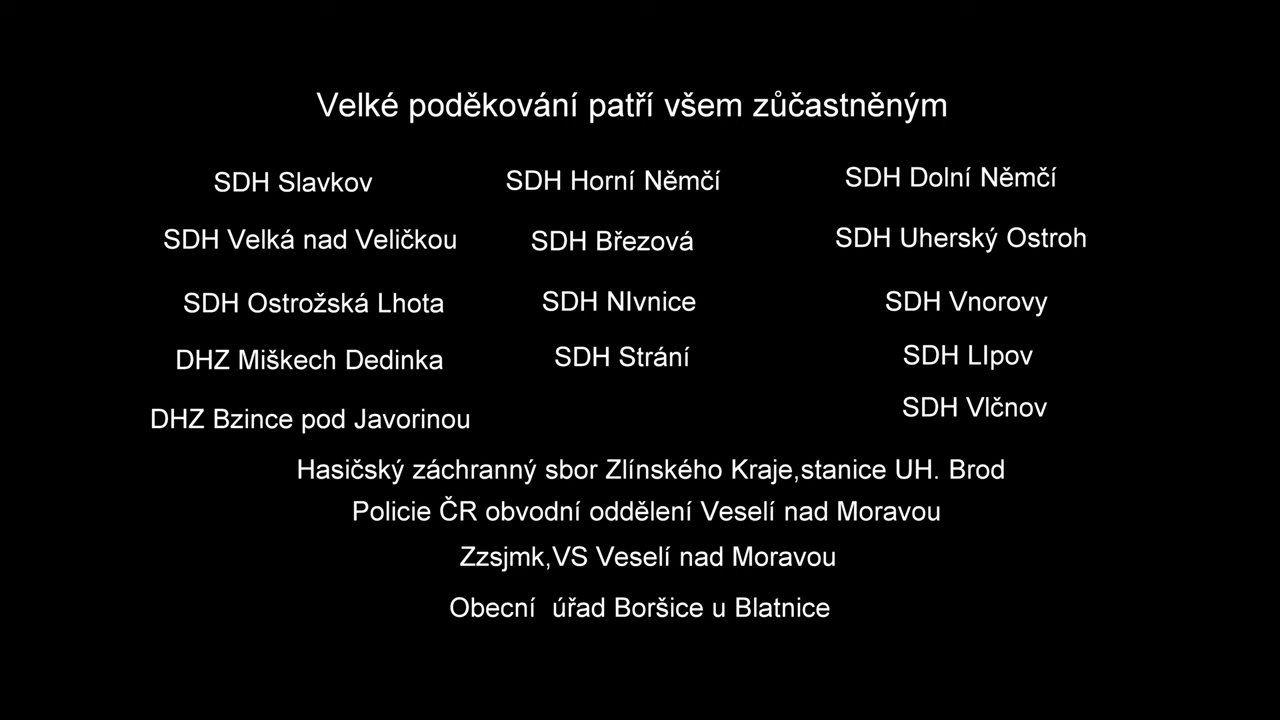 Velké poděkování patří všem zůčastněným
SDH Slavkov
SDH Horní Němčí
SDH Dolní Němčí
SDH Velká nad Veličkou
SDH Březová
SDH Uherský Ostroh
SDH Ostrožská Lhota
SDH NIvnice
SDH Vnorovy
DHZ Miškech Dedinka
SDH Strání
SDH LIpov
DHZ Bzince pod Javorinou
SDH Vlčnov
Hasičský záchranný sbor Zlínského Kraje,stanice UH. Brod
Policie ČR obvodní oddělení Veselí nad Moravou
Zzsjmk,VS Veselí nad Moravou
Obecní  úřad Boršice u Blatnice